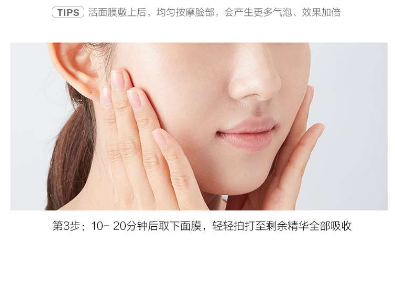 TIPS 活面膜敷上后，均匀按摩脸部，会产生更多气泡、效果加倍
第3步：10- 20分钟后取下面膜，轻轻拍打至剩余精华全部吸收